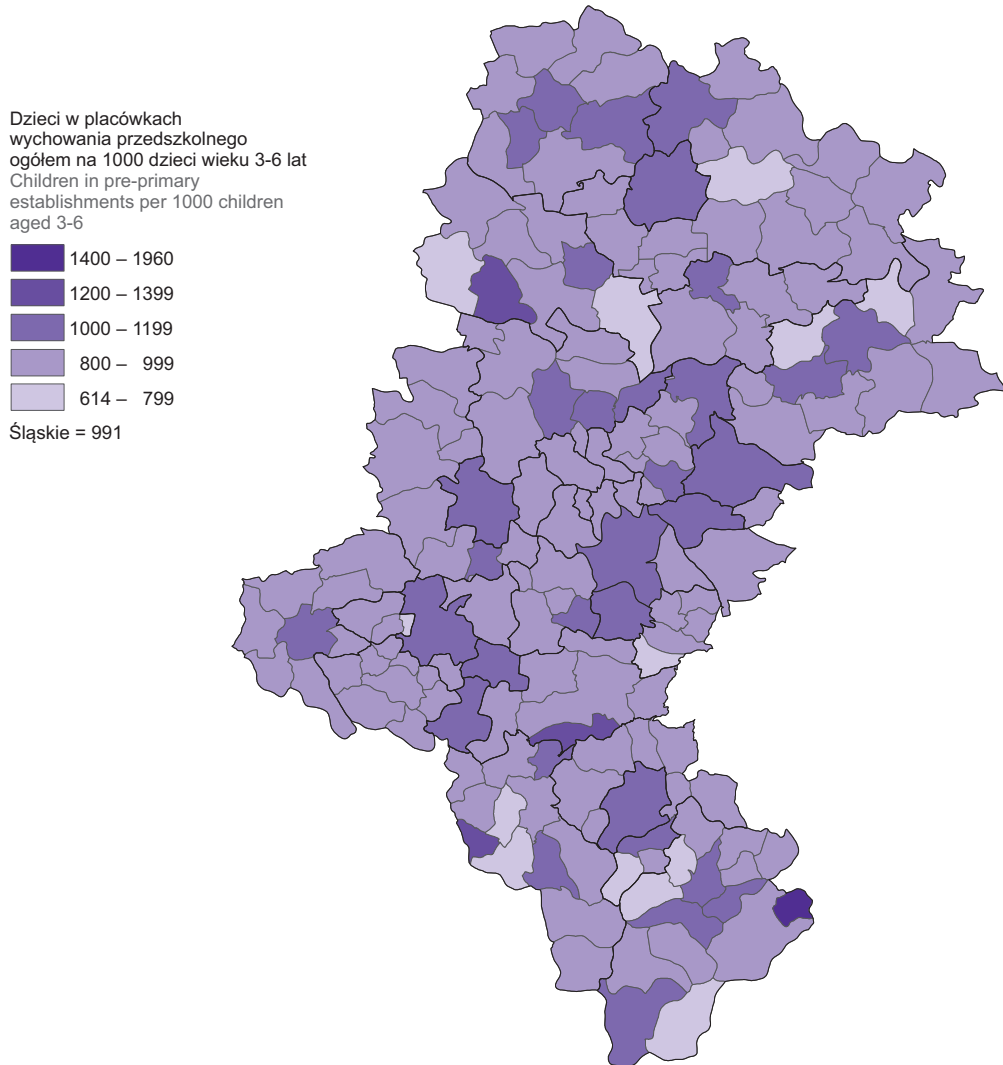 Dzieci w placówkach
wychowania przedszkolnego
ogółem na 1000 dzieci wieku 3-6 lat
Children in pre-primary
establishments per 1000 children
aged 3-6
1400 – 1960
1200 – 1399
1000 – 1199
800 – 999
614 – 799
Śląskie = 991